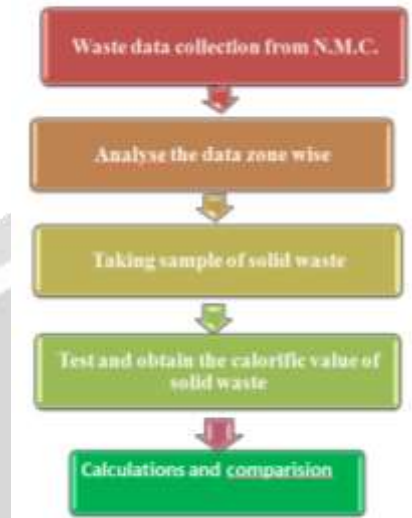 Waste data collection from N.M.C.
Analyse the data zone wise
Taking sample of solid waste
Test and obtain the calorific value of
solid waste
Calculations and comparision